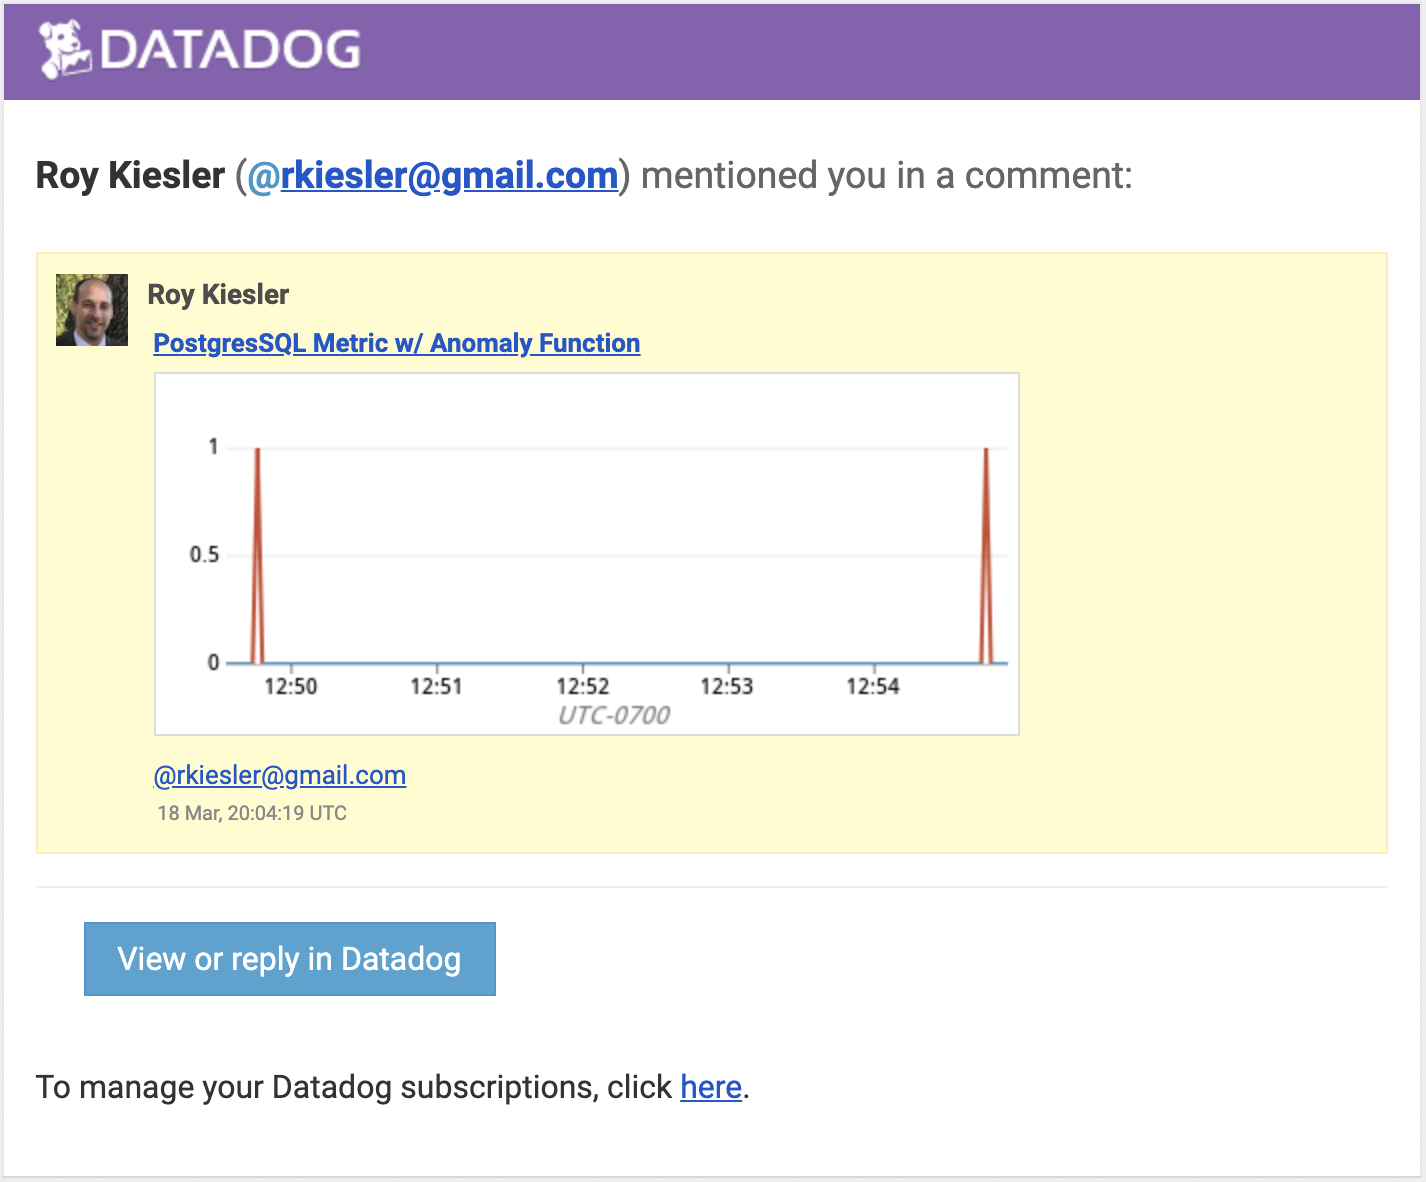 DATADOG
Roy Kiesler (@rkiesler@gmail.com) mentioned you in a comment:
Roy Kiesler
PostgresSQL Metric w/ Anomaly Function
1
0.5
0
12:50 12:51 12:52 12:53 12:54
UTC-0700
@rkiesler@gmail.com
18 Mar, 20:04:19 UTC
View or reply in Datadog
To manage your Datadog subscriptions, click here.